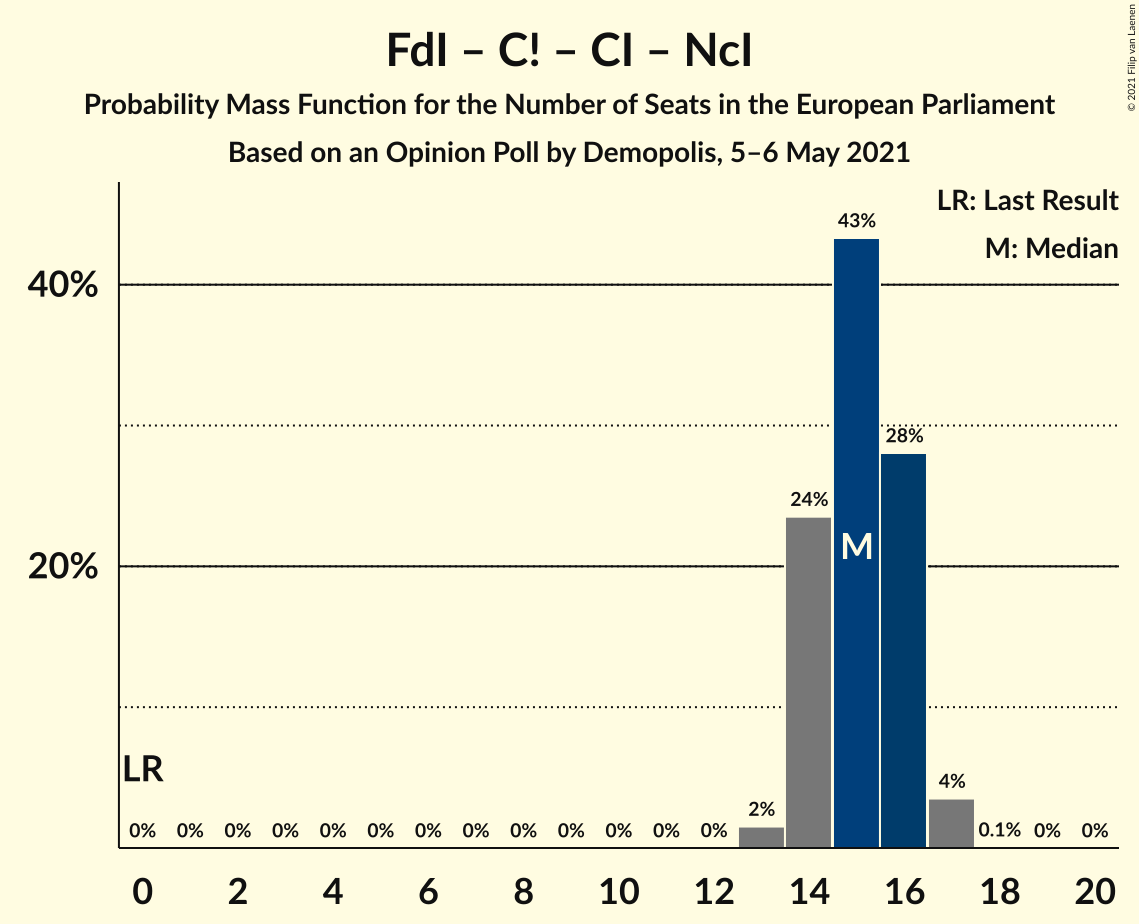 FdI – C! – CI – NcI
Probability Mass Function for the Number of Seats in the European Parliament
Based on an Opinion Poll by Demopolis, 5–6 May 2021
© 2021 Filip van Laenen
LR: Last Result
M: Median
43%
40%
28%
24%
M
20%
LR
4%
2%
0% 0% 0% 0% 0% 0% 0% 0% 0% 0% 0% 0% 0% 0.1% 0% 0%
0 2 4 6 8 10 12 14 16 18 20